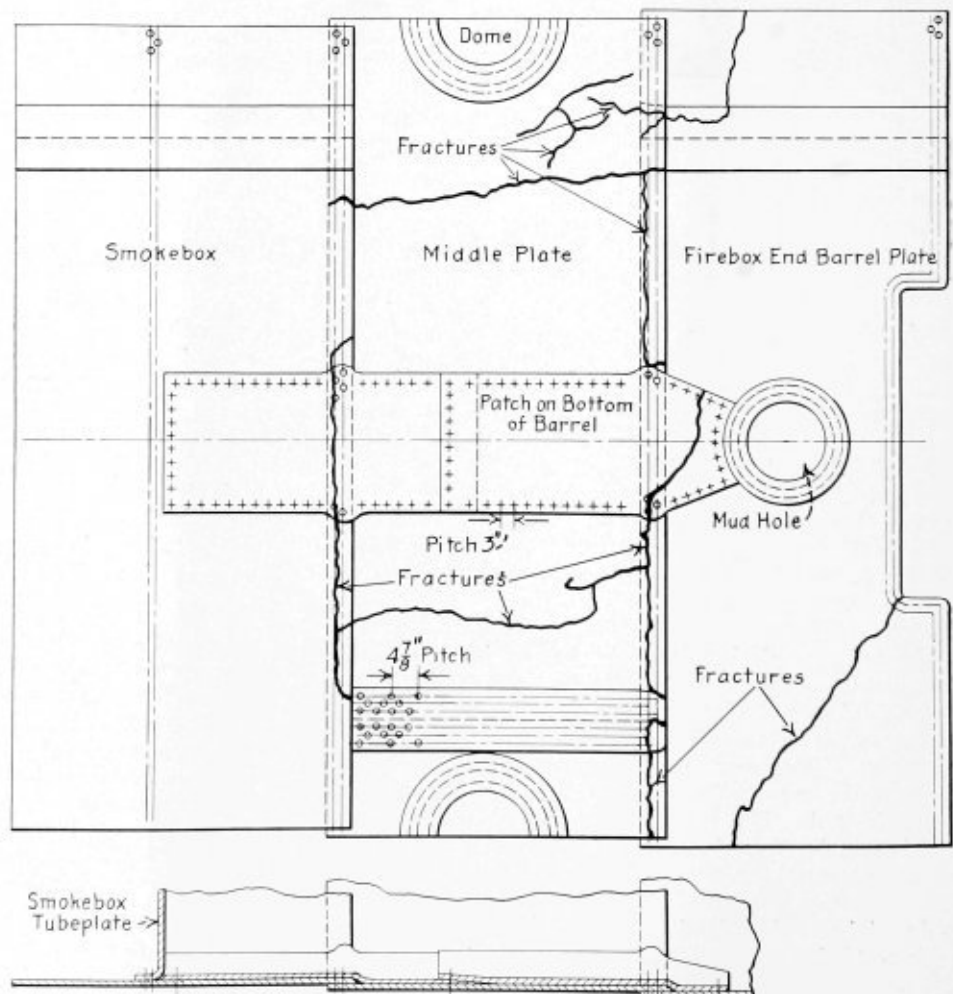 Dome
Fractures
Smokebox
Middle Plate
Firebox End Barrel Plate
Patch on Bottom
of Barrel
Mud Hole
Pitch 3"
Fractures
4 7/8" Pitch
Fractures
Smokebox
Tubeplate